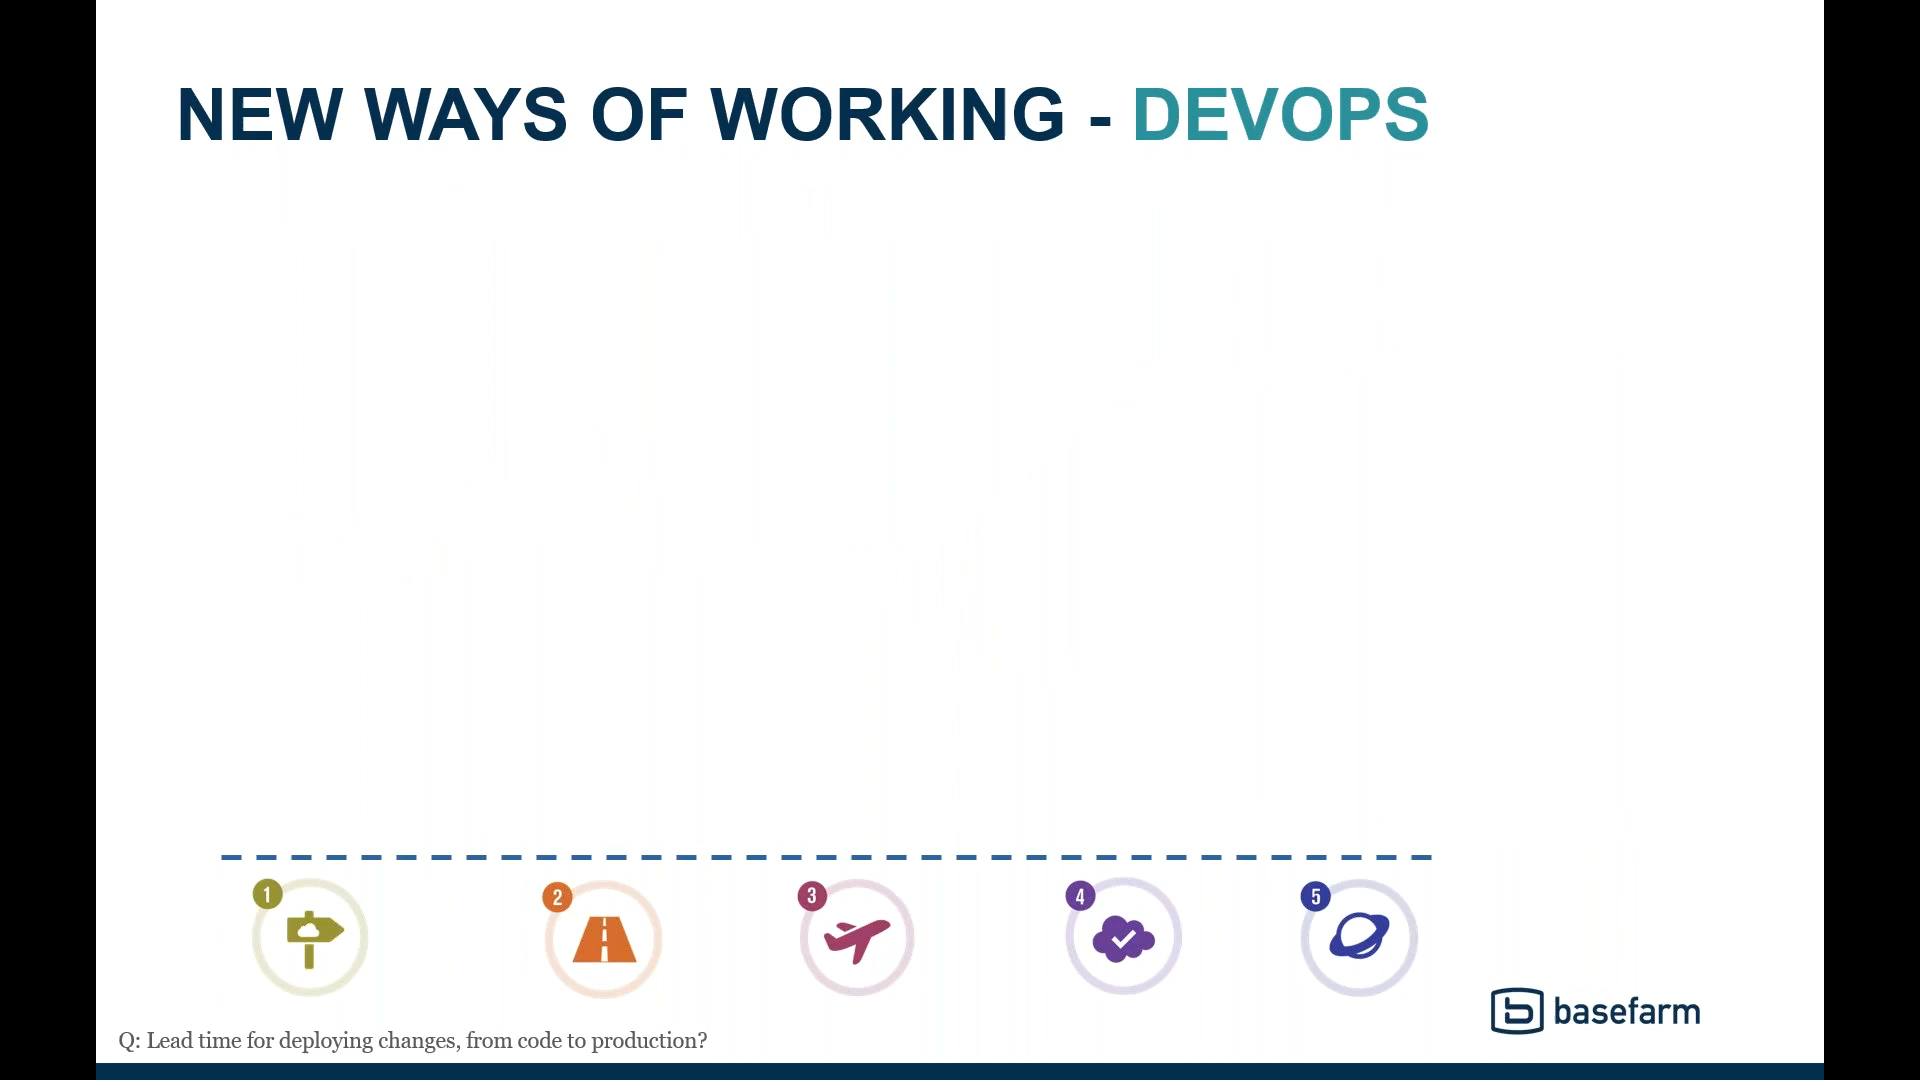 NEW WAYS OF WORKING - DEVOPS
1 2 3 4 5
basefarm
Q: Lead time for deploying changes, from code to production?